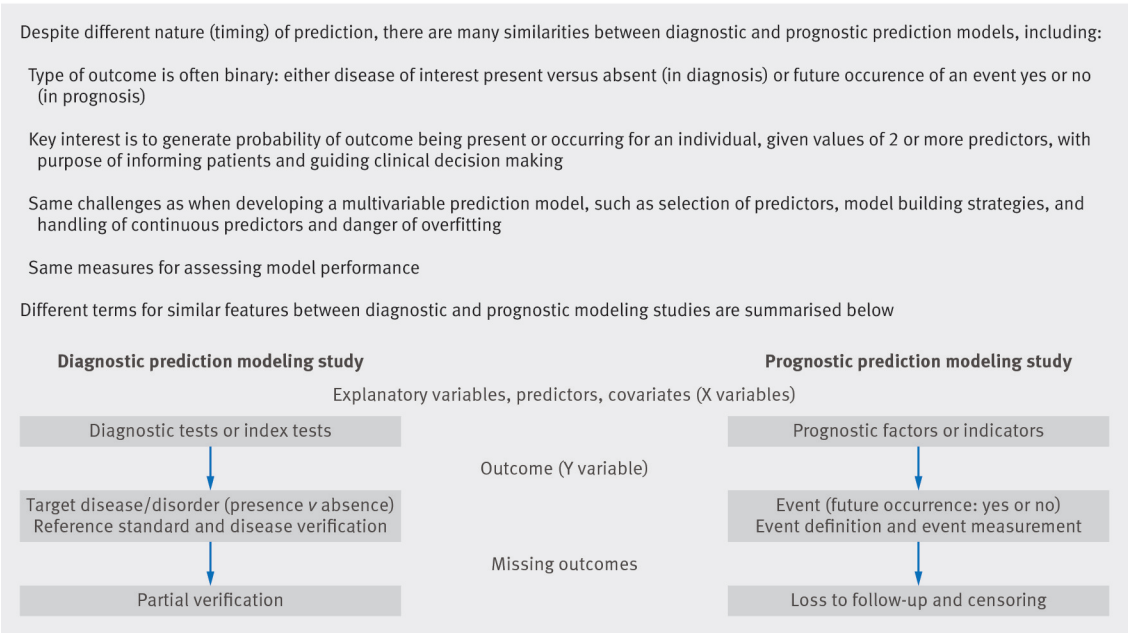 Despite different nature (timing) of prediction, there are many similarities between diagnostic and prognostic prediction models, including:
Type of outcome is often binary: either disease of interest present versus absent (in diagnosis) or future occurence of an event yes or no
(in prognosis)
Key interest is to generate probability of outcome being present or occurring for an individual, given values of 2 or more predictors, with
purpose of informing patients and guiding clinical decision making
Same challenges as when developing a multivariable prediction model, such as selection of predictors, model building strategies, and
handling of continuous predictors and danger of overfitting
Same measures for assessing model performance
Different terms for similar features between diagnostic and prognostic modeling studies are summarised below
Diagnostic prediction modeling study
Prognostic prediction modeling study
Explanatory variables, predictors, covariates (X variables)
Diagnostic tests or index tests
Prognostic factors or indicators
Outcome (Y variable)
Target disease/disorder (presence v absence)
Reference standard and disease verification
Event (future occurrence: yes or no)
Event definition and event measurement
Missing outcomes
Partial verification
Loss to follow-up and censoring